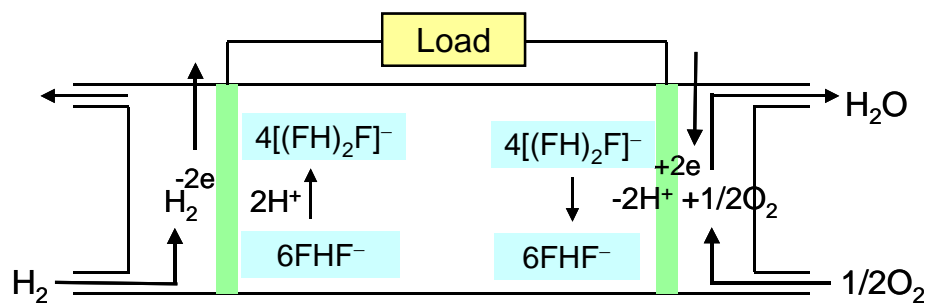 Load
H₂O
4[(FH)₂F]⁻
4[(FH)₂F]⁻
-2e
+2e
H₂
2H⁺
-2H⁺ +1/2O₂
6FHF⁻
6FHF⁻
H₂
1/2O₂